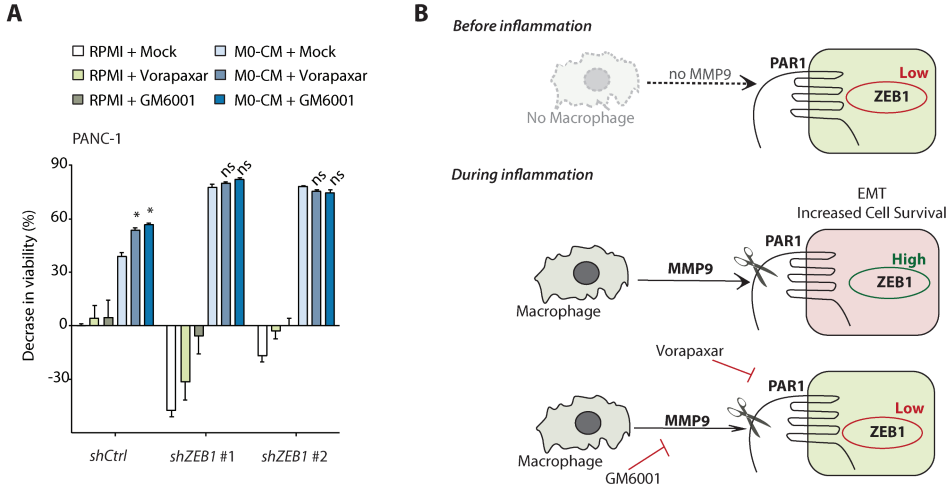 A
RPMI + Mock
RPMI + Vorapaxar
RPMI + GM6001
M0-CM + Mock
M0-CM + Vorapaxar
M0-CM + GM6001
PANC-1
Decrase in viability (%)
90
60
30
0
-30
* *
ns ns
ns ns
shCtrl
shZEB1 #1
shZEB1 #2
B
Before inflammation
No Macrophage
no MMP9
PAR1
Low
ZEB1
During inflammation
EMT
Increased Cell Survival
Macrophage
MMP9
PAR1
High
ZEB1
Vorapaxar
Macrophage
MMP9
GM6001
PAR1
Low
ZEB1